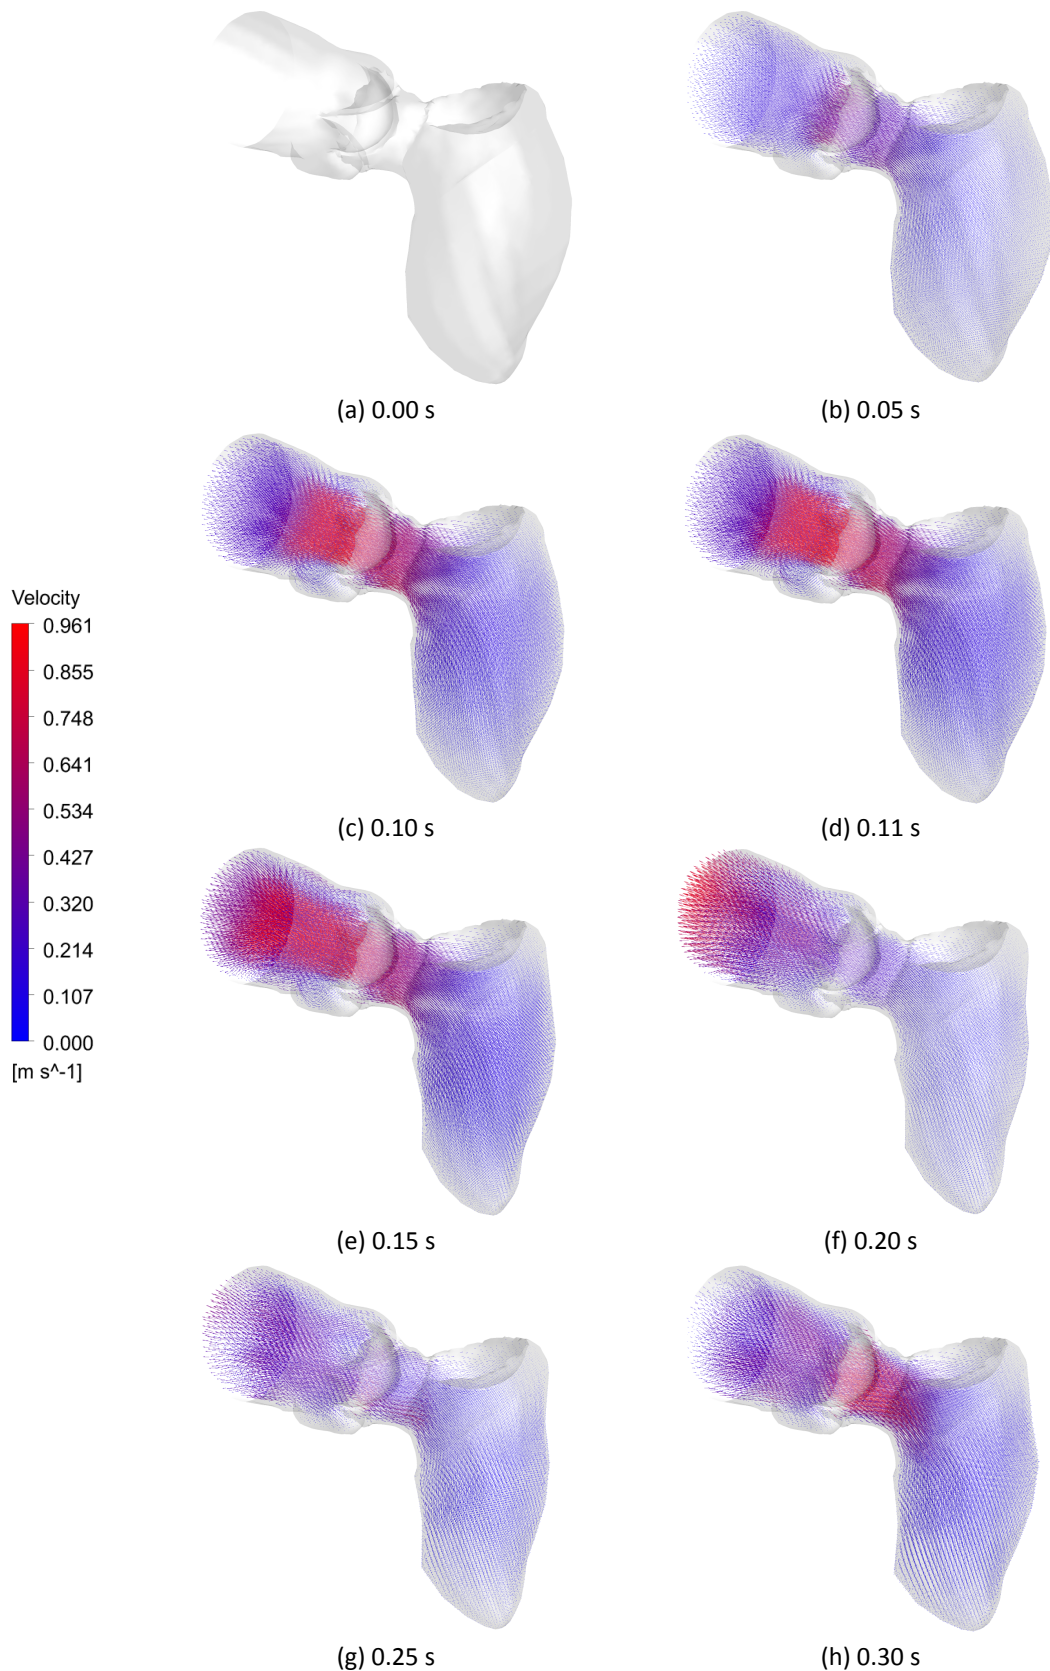 (a) 0.00 s
(b) 0.05 s
(c) 0.10 s
(d) 0.11 s
Velocity
0.961
0.855
0.748
0.641
0.534
0.427
0.320
0.214
0.107
0.000
[m s^-1]
(e) 0.15 s
(f) 0.20 s
(g) 0.25 s
(h) 0.30 s